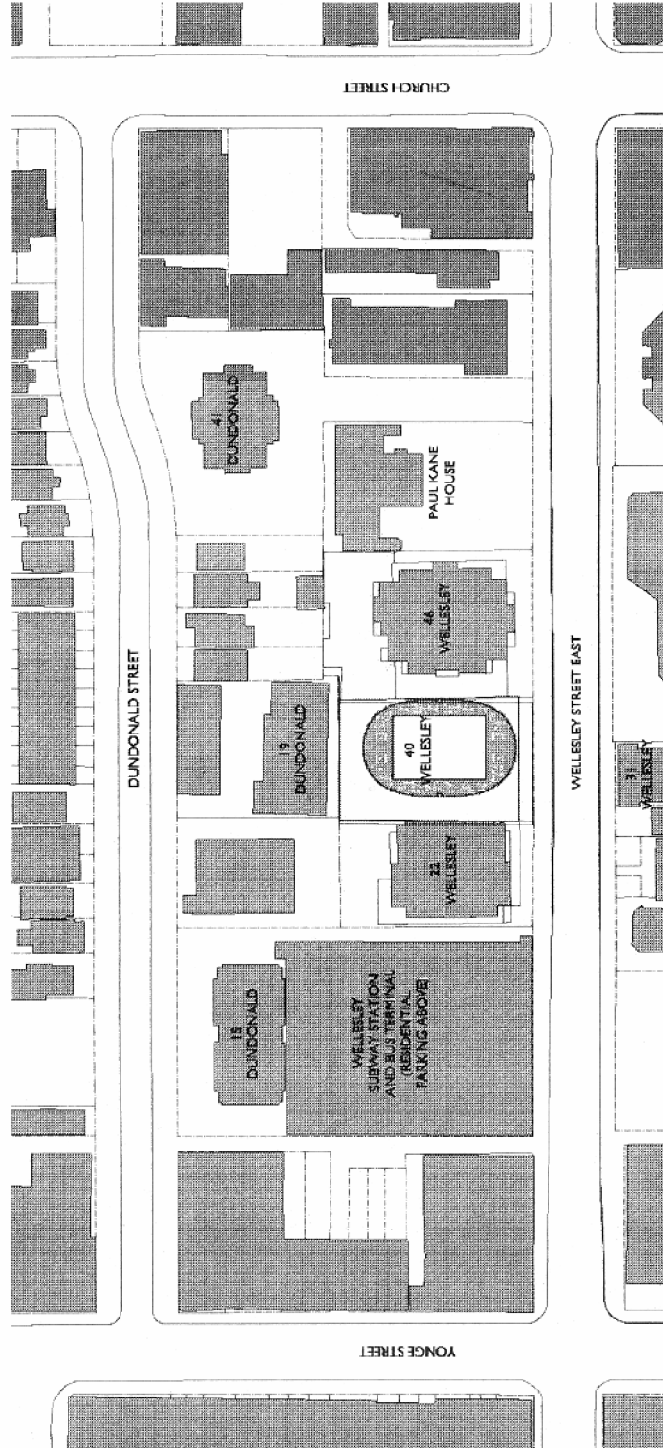 CHURCH STREET
41
DUNDONALD
PAUL KANE
HOUSE
46
WELLESLEY
DUNDONALD STREET
19
DUNDONALD
40
WELLESLEY
WELLESLEY STREET EAST
31
WELLESLEY
22
WELLESLEY
15
DUNDONALD
WELLESLEY
SUBWAY STATION
AND BUS TERMINAL
(RESIDENTIAL
PARKING ABOVE)
YONGE STREET